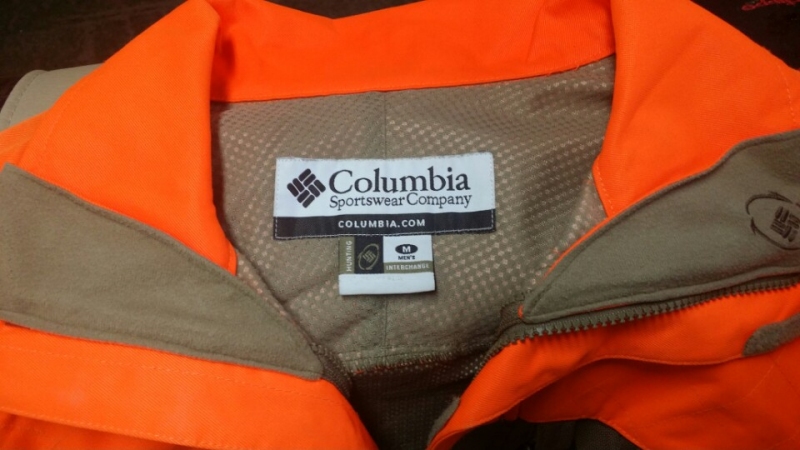 Columbia
Sportswear Company
COLUMBIA.COM
HUNTING
M
MEN'S
INTERCHANGE